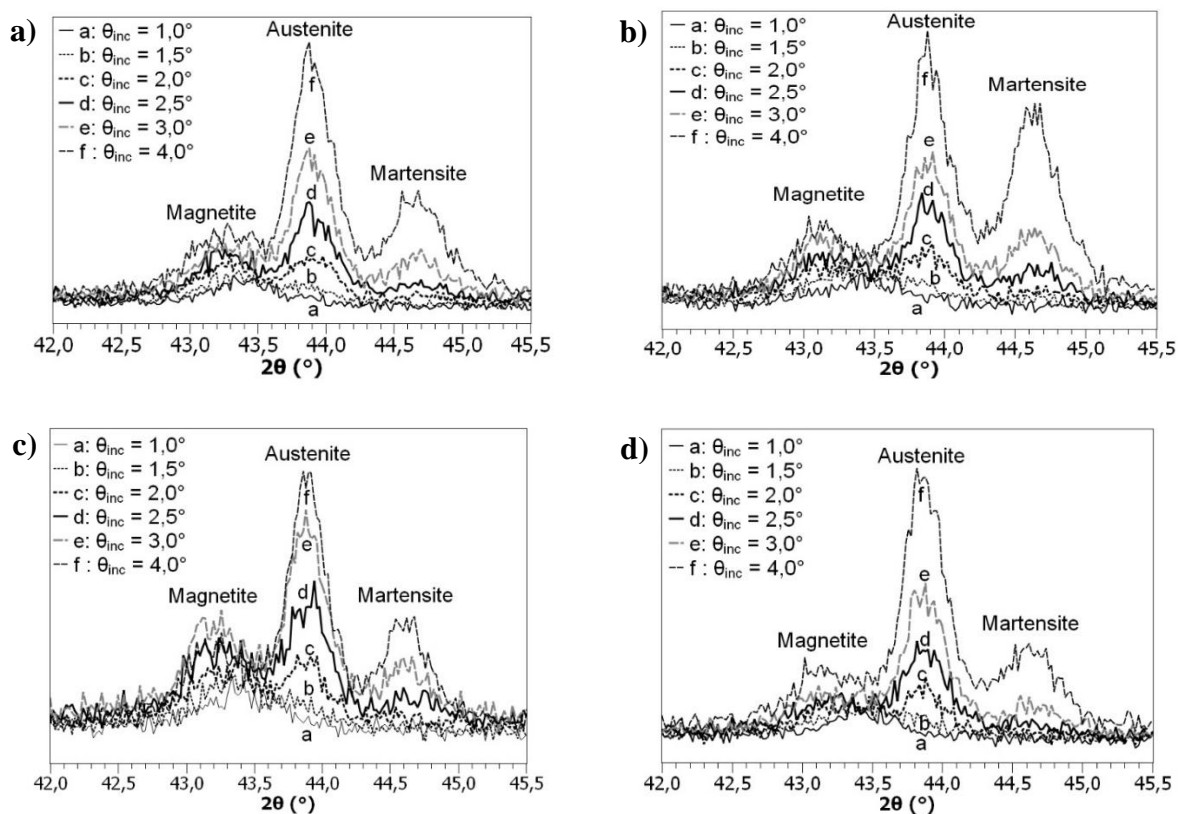 a)
Austenite
a: θinc = 1,0°
b: θinc = 1,5°
c: θinc = 2,0°
d: θinc = 2,5°
e: θinc = 3,0°
f : θinc = 4,0°
f
e
Martensite
Magnetite
d
c
b
a
42,0 42,5 43,0 43,5 44,0 44,5 45,0 45,5
2θ (°)
b)
Austenite
a: θinc = 1,0°
b: θinc = 1,5°
c: θinc = 2,0°
d: θinc = 2,5°
e: θinc = 3,0°
f : θinc = 4,0°
f
Martensite
e
Magnetite
d
c
b
a
42,0 42,5 43,0 43,5 44,0 44,5 45,0 45,5
2θ (°)
c)
Austenite
a: θinc = 1,0°
b: θinc = 1,5°
c: θinc = 2,0°
d: θinc = 2,5°
e: θinc = 3,0°
f : θinc = 4,0°
f
e
Magnetite
d
Martensite
c
b
a
42,0 42,5 43,0 43,5 44,0 44,5 45,0 45,5
2θ (°)
d)
Austenite
a: θinc = 1,0°
b: θinc = 1,5°
c: θinc = 2,0°
d: θinc = 2,5°
e: θinc = 3,0°
f : θinc = 4,0°
f
e
Martensite
Magnetite
d
c
b
a
42,0 42,5 43,0 43,5 44,0 44,5 45,0 45,5
2θ (°)